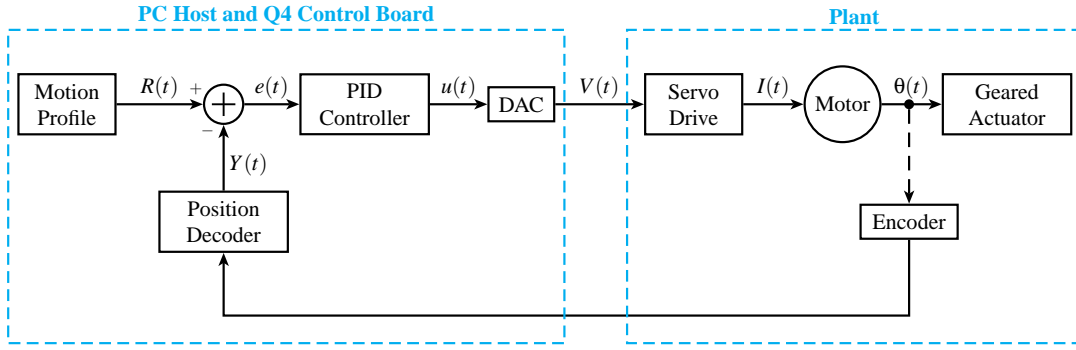 PC Host and Q4 Control Board
Plant
Motion
Profile
R(t)
+
−
e(t)
PID
Controller
u(t)
DAC
V(t)
Servo
Drive
I(t)
Motor
θ(t)
Geared
Actuator
Y(t)
Position
Decoder
Encoder